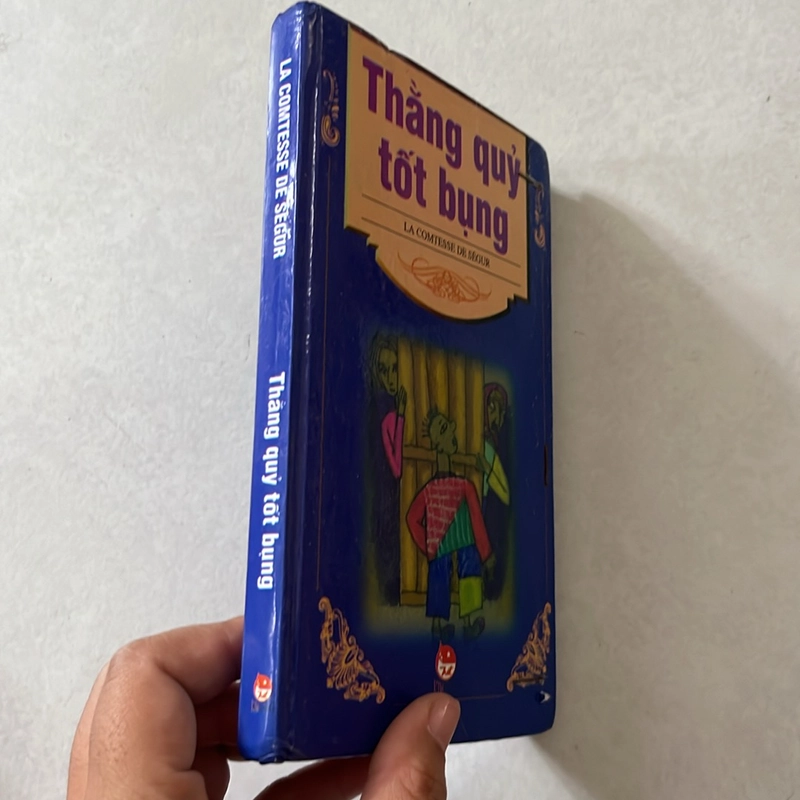 LA COMTESSE DE SÉGUR
Thằng quỷ tốt bụng
Thằng quỷ
tốt bụng
LA COMTESSE DE SÉGUR